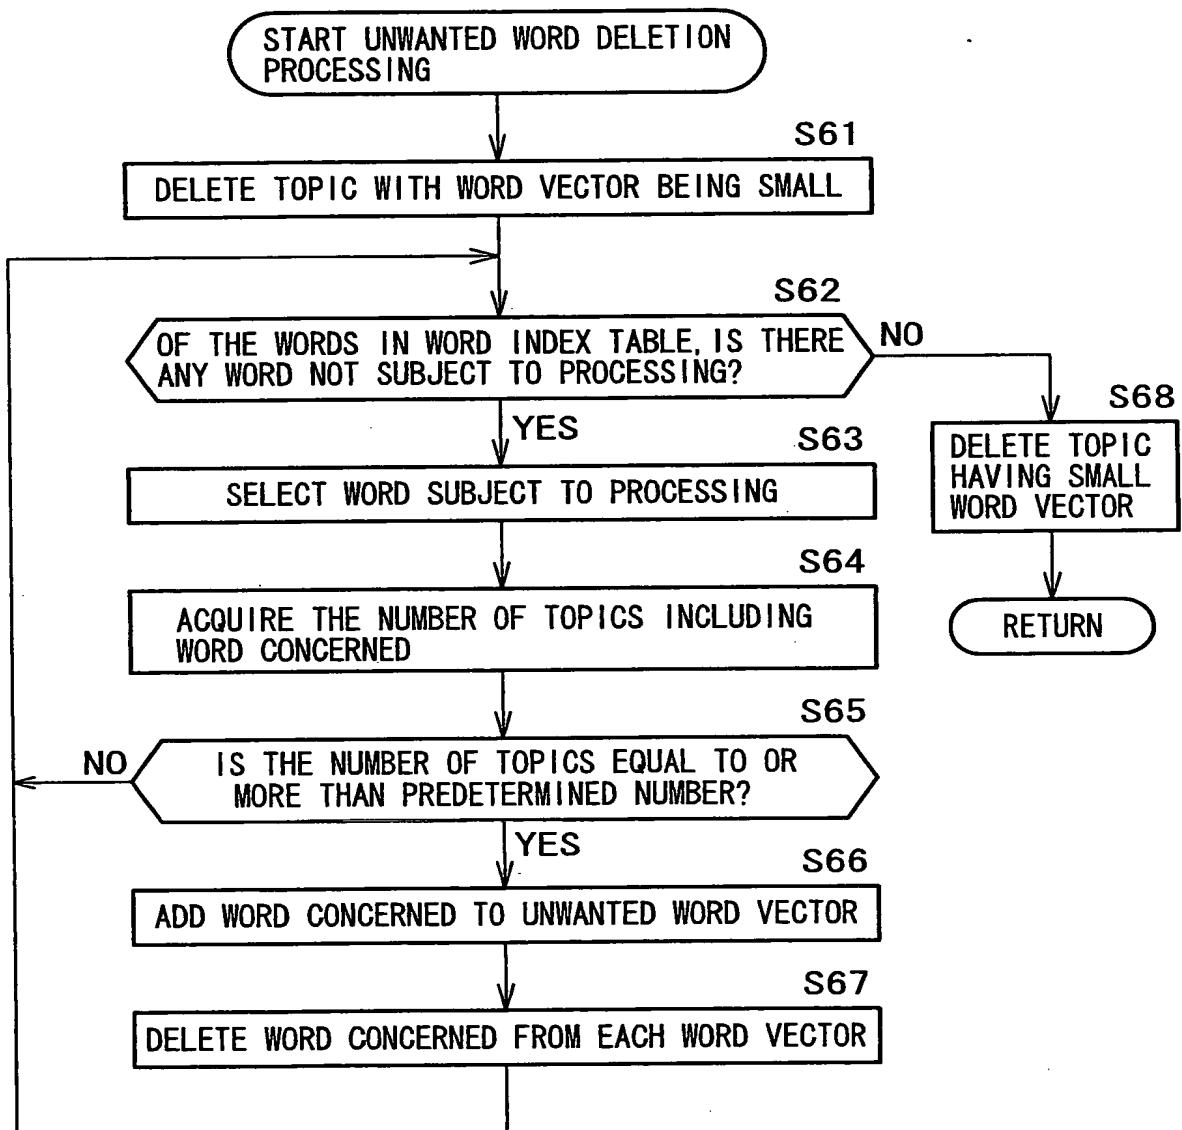 START UNWANTED WORD DELETION
PROCESSING
S61
DELETE TOPIC WITH WORD VECTOR BEING SMALL
S62
OF THE WORDS IN WORD INDEX TABLE, IS THERE
ANY WORD NOT SUBJECT TO PROCESSING?
NO
YES
S63
SELECT WORD SUBJECT TO PROCESSING
S68
DELETE TOPIC
HAVING SMALL
WORD VECTOR
S64
ACQUIRE THE NUMBER OF TOPICS INCLUDING
WORD CONCERNED
RETURN
S65
IS THE NUMBER OF TOPICS EQUAL TO OR
MORE THAN PREDETERMINED NUMBER?
NO
YES
S66
ADD WORD CONCERNED TO UNWANTED WORD VECTOR
S67
DELETE WORD CONCERNED FROM EACH WORD VECTOR